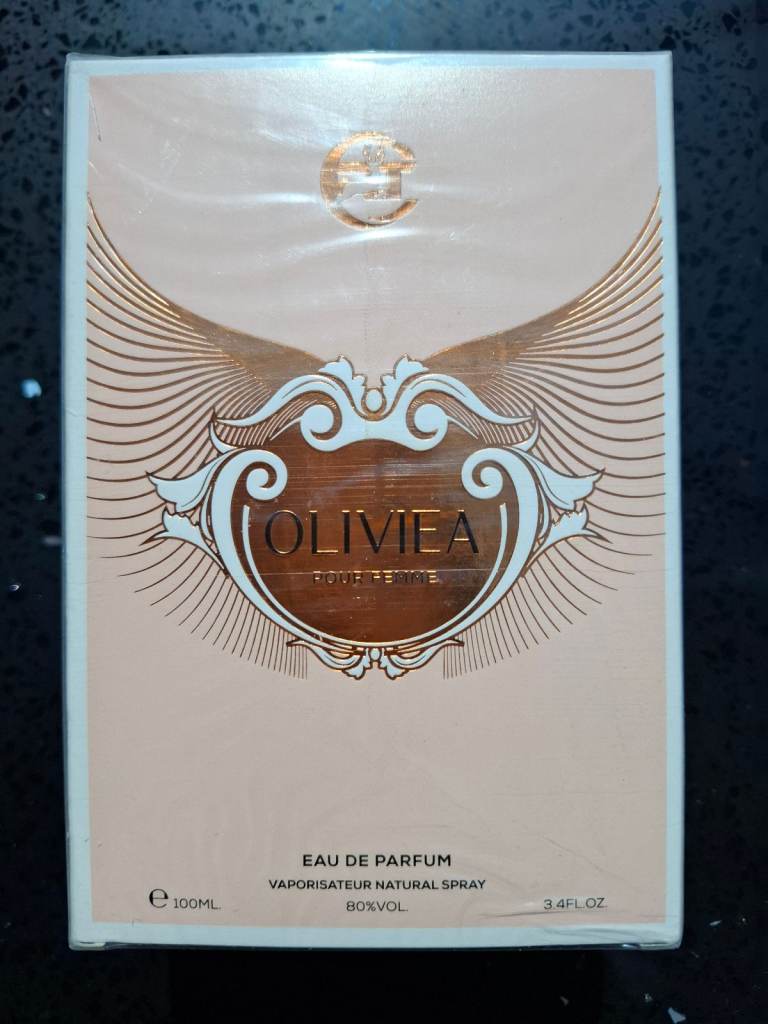 OLIVIEA
POUR FEMME
EAU DE PARFUM
VAPORISATEUR NATURAL SPRAY
℮ 100ML. 80%VOL. 3.4FL.OZ.